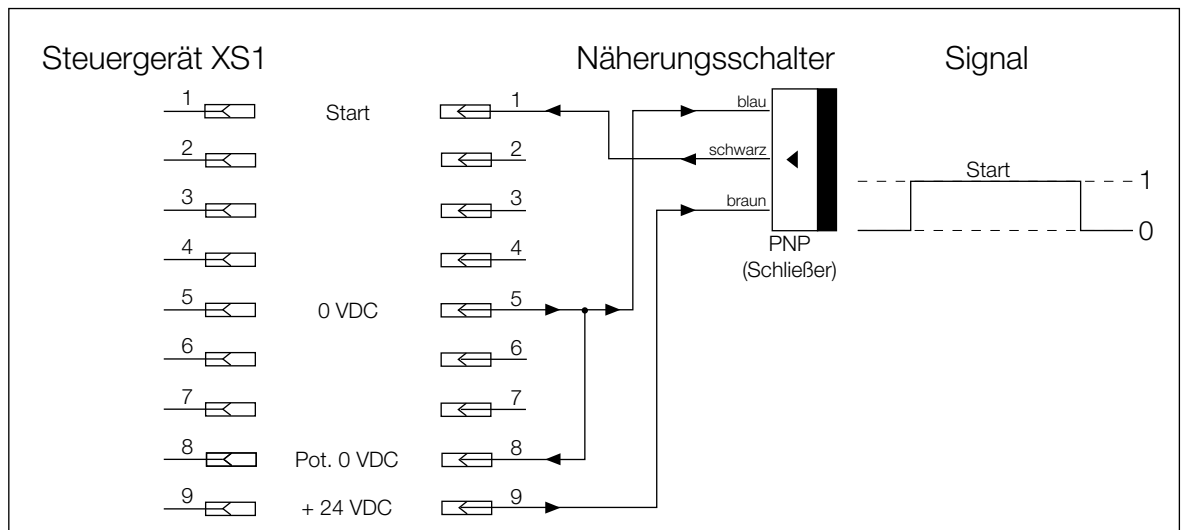 Steuergerät XS1 Näherungsschalter Signal
1 Start 1 blau
2 2 schwarz
3 3 braun
Start 1
0
4 4 PNP
(Schließer)
5 0 VDC 5
6 6
7 7
8 Pot. 0 VDC 8
9 + 24 VDC 9